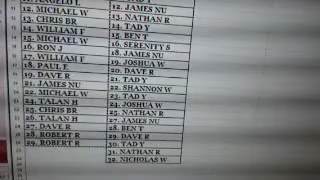 ANGELO L
12. MICHAEL W 12. JAMES NU
13. CHRIS BR 13. NATHAN R
14. WILLIAM F 14. TAD Y
15. MICHAEL W 15. BEN T
16. RON J 16. SERENITY S
17. WILLIAM F 18. JAMES NU
18. PAUL E 19. JOSHUA W
19. DAVE R 20. DAVE R
21. JAMES NU 21. TAD Y
22. MICHAEL W 22. SHANNON W
24. TALAN H 23. TAD Y
25. CHRIS BR 24. JOSHUA W
26. TALAN H 25. NATHAN R
27. DAVE R 27. JAMES NU
28. ROBERT R 28. BEN T
29. ROBERT R 29. DAVE R
30. TAD Y
31. NATHAN R
32. NICHOLAS W